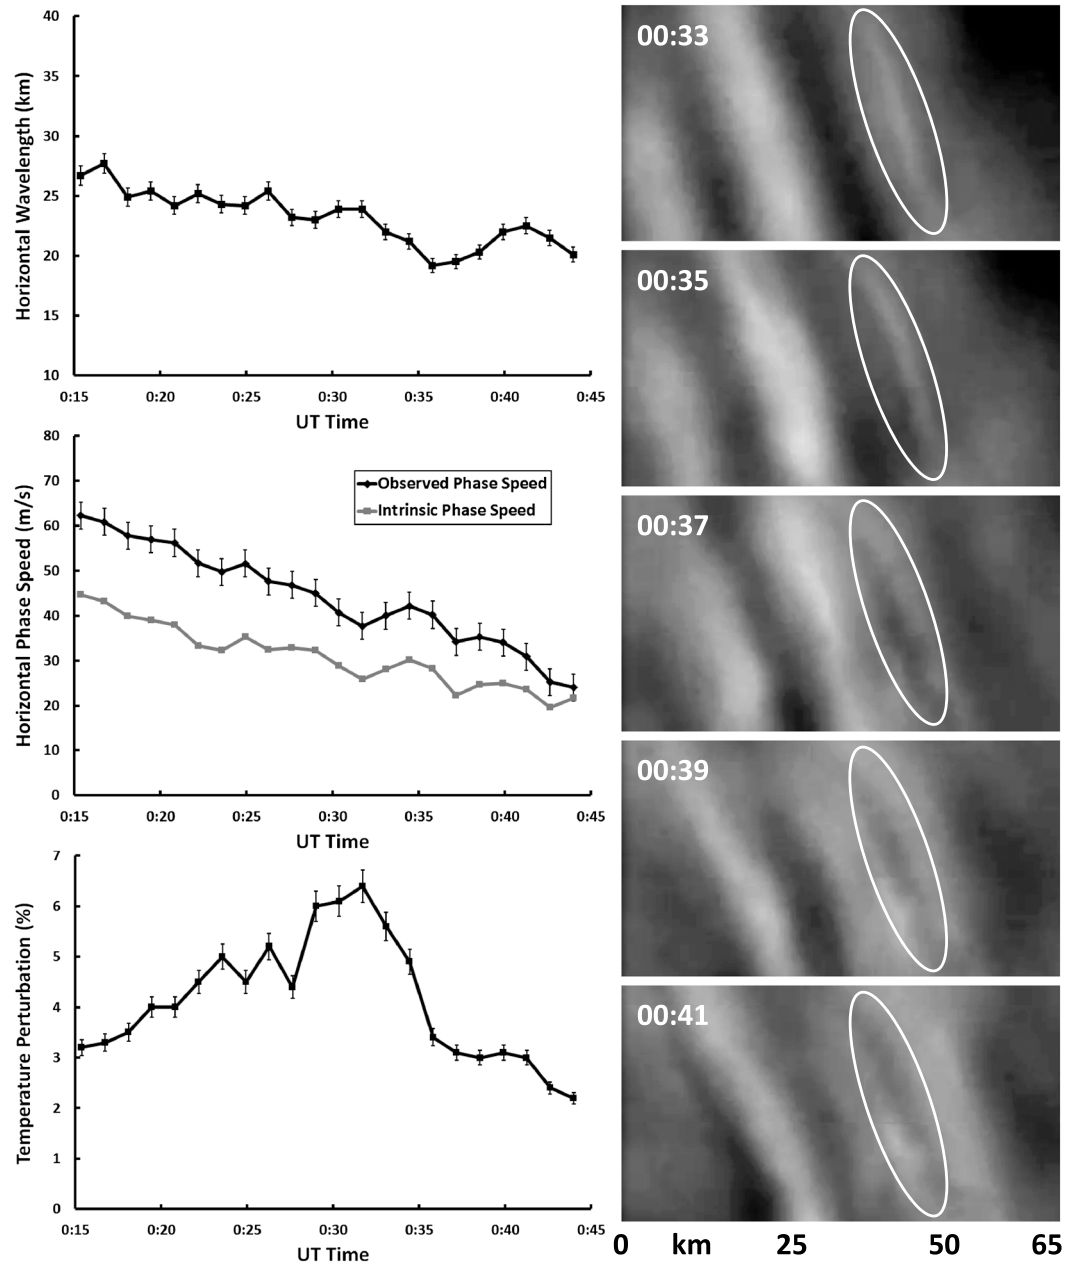 40
35
30
25
20
15
10
Horizontal Wavelength (km)
0:15 0:20 0:25 0:30 0:35 0:40 0:45
UT Time
80
70
60
50
40
30
20
10
0
Horizontal Phase Speed (m/s)
Observed Phase Speed
Intrinsic Phase Speed
0:15 0:20 0:25 0:30 0:35 0:40 0:45
UT Time
7
6
5
4
3
2
1
0
Temperature Perturbation (%)
0:15 0:20 0:25 0:30 0:35 0:40 0:45
UT Time
00:33
00:35
00:37
00:39
00:41
0 km 25 50 65